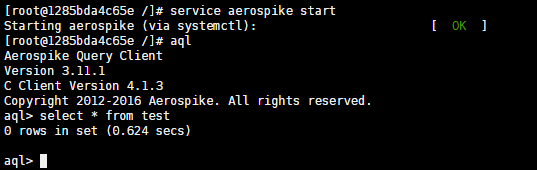 [root@1285bda4c65e /]# service aerospike start
Starting aerospike (via systemctl): [ OK ]
[root@1285bda4c65e /]# aql
Aerospike Query Client
Version 3.11.1
C Client Version 4.1.3
Copyright 2012-2016 Aerospike. All rights reserved.
aql> select * from test
0 rows in set (0.624 secs)
aql>